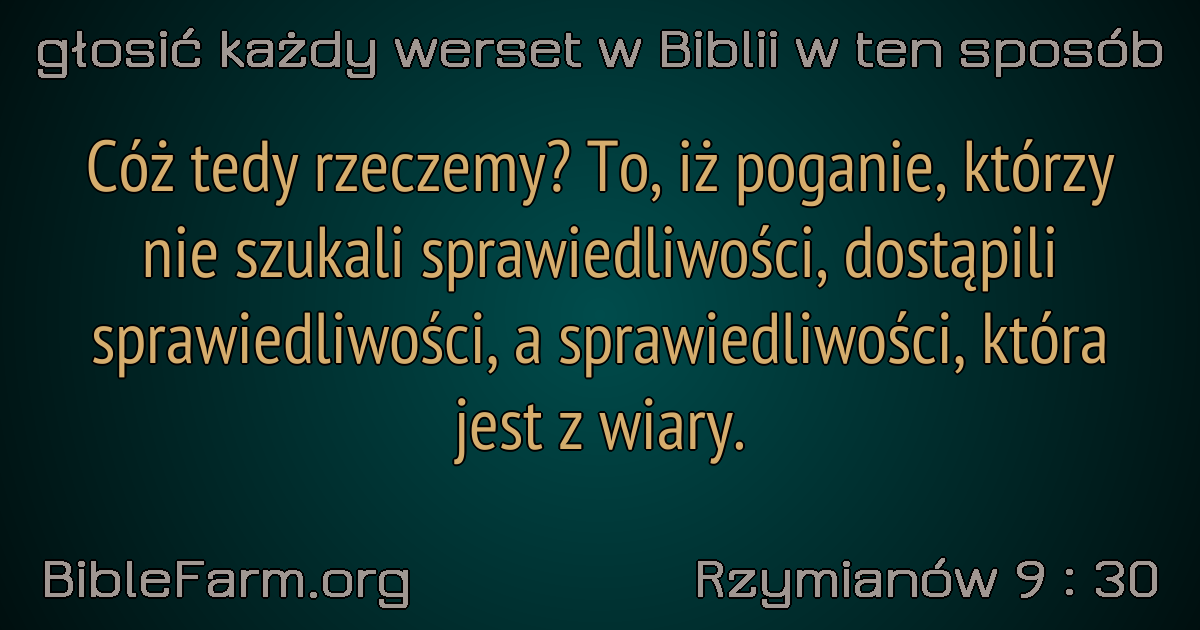 głosić każdy werset w Biblii w ten sposób
Cóż tedy rzeczemy? To, iż poganie, którzy
nie szukali sprawiedliwości, dostąpili
sprawiedliwości, a sprawiedliwości, która
jest z wiary.
BibleFarm.org
Rzymianów 9 : 30